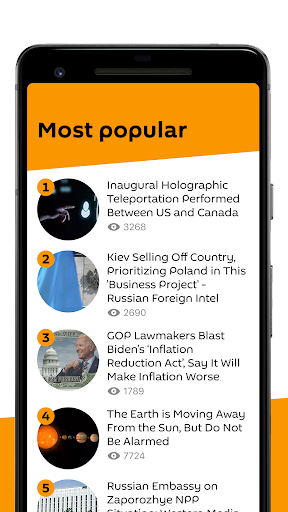 Most popular
1
Inaugural Holographic
Teleportation Performed
Between US and Canada
3268
2
Kiev Selling Off Country,
Prioritizing Poland in This
'Business Project' -
Russian Foreign Intel
2690
3
GOP Lawmakers Blast
Biden's 'Inflation
Reduction Act', Say It Will
Make Inflation Worse
1789
4
The Earth is Moving Away
From the Sun, But Do Not
Be Alarmed
7724
5
Russian Embassy on
Zaporozhye NPP
Situation: Western Media